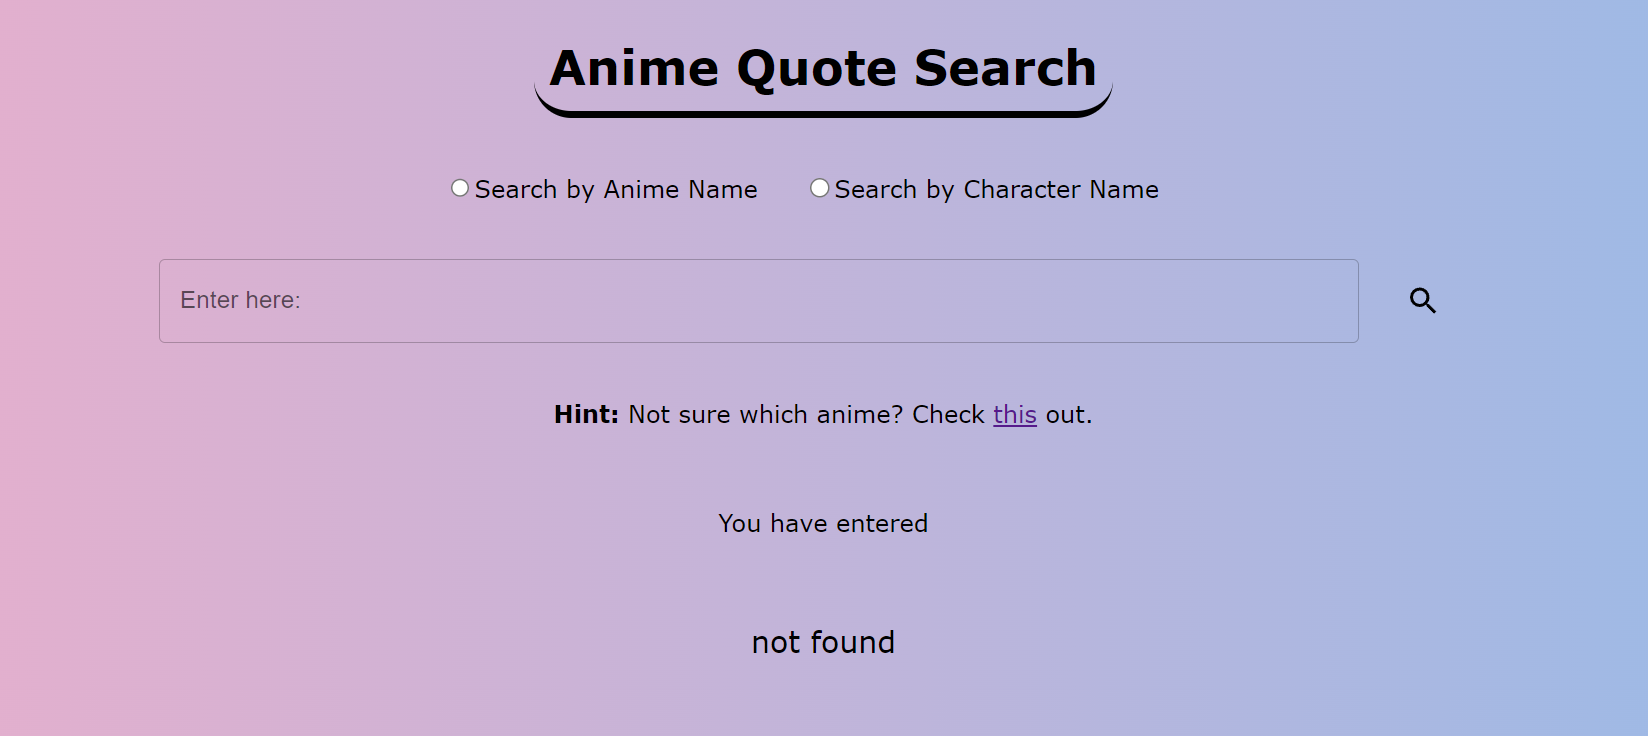 Anime Quote Search
Search by Anime Name Search by Character Name
Enter here:
Hint: Not sure which anime? Check this out.
You have entered
not found